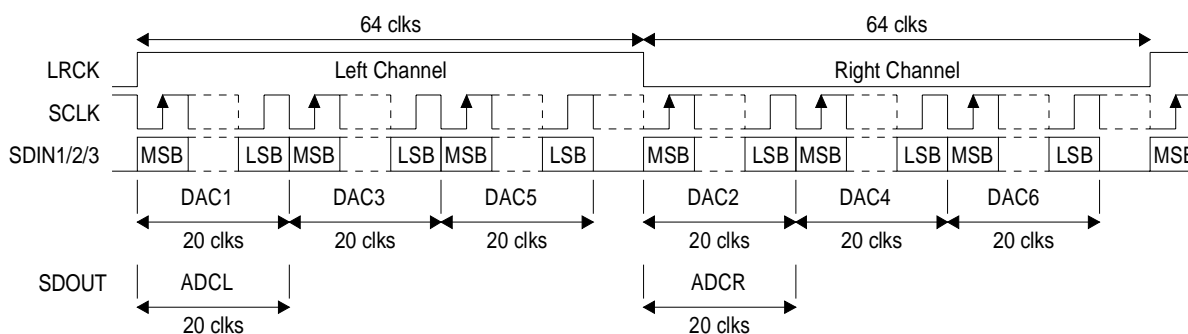 64 clks 64 clks
LRCK Left Channel Right Channel
SCLK
SDIN1/2/3 MSB LSB MSB LSB MSB LSB MSB LSB MSB LSB MSB LSB MSB
DAC1 DAC3 DAC5 DAC2 DAC4 DAC6
20 clks 20 clks 20 clks 20 clks 20 clks 20 clks
SDOUT ADCL ADCR
20 clks 20 clks